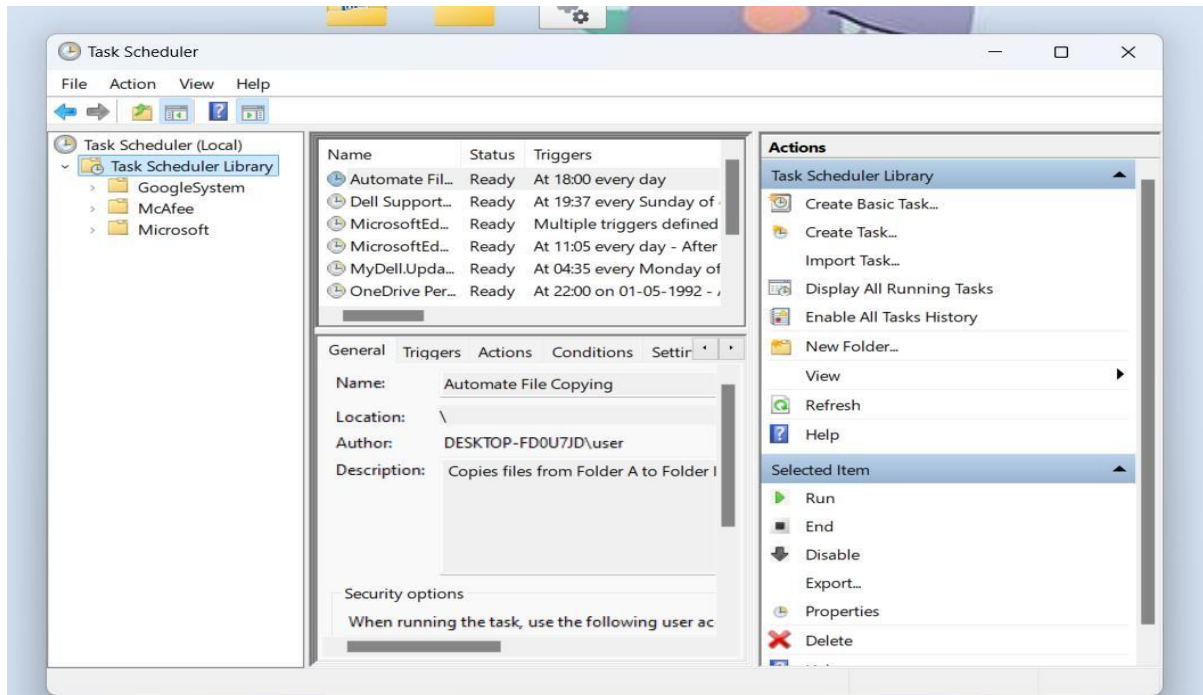 Task Scheduler
File Action View Help
Task Scheduler (Local)
Task Scheduler Library
GoogleSystem
McAfee
Microsoft
Name Status Triggers
Automate Fil... Ready At 18:00 every day
Dell Support... Ready At 19:37 every Sunday of
MicrosoftEd... Ready Multiple triggers defined
MicrosoftEd... Ready At 11:05 every day - After
MyDell.Upda... Ready At 04:35 every Monday of
OneDrive Per... Ready At 22:00 on 01-05-1992 -
General Triggers Actions Conditions Settin
Name: Automate File Copying
Location: \
Author: DESKTOP-FD0U7JD\user
Description: Copies files from Folder A to Folder
Security options
When running the task, use the following user ac
Actions
Task Scheduler Library
Create Basic Task...
Create Task...
Import Task...
Display All Running Tasks
Enable All Tasks History
New Folder...
View
Refresh
Help
Selected Item
Run
End
Disable
Export...
Properties
Delete